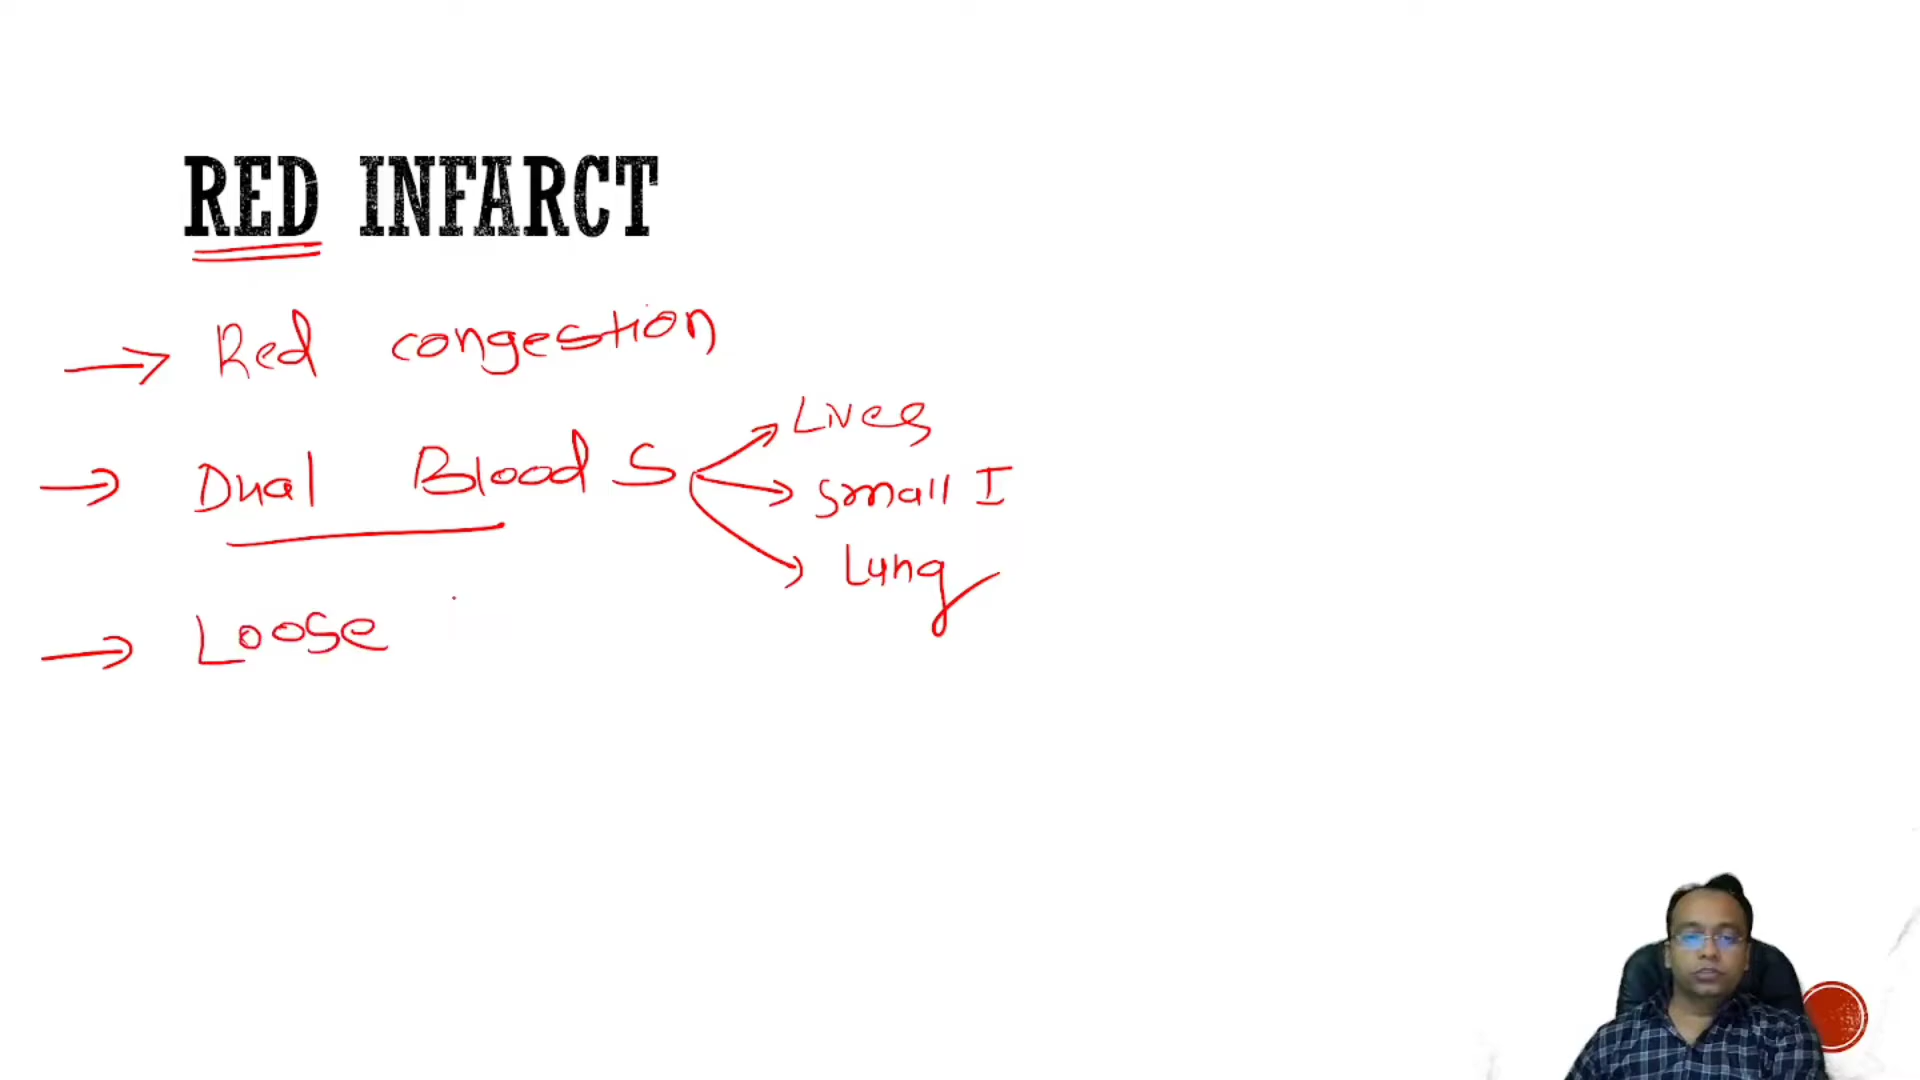 RED INFARCT
Red congestion
Dual Blood S
Liver
Small I
Lung
Loose